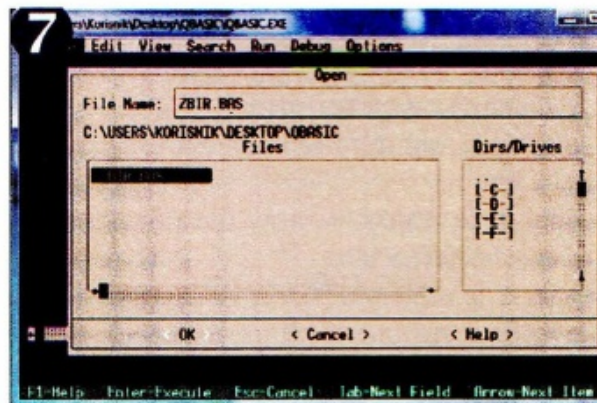 7
rs\Korisnik\Desktop\QBASIC\QBASIC.EXE
Edit View Search Run Debug Options
Open
File Name: ZBIR.BAS
C:\USERS\KORISNIK\DESKTOP\QBASIC
Files
Dirs/Drives
..
[-C-]
[-D-]
[-E-]
[-F-]
OK < Cancel > < Help >
F1=Help Enter=Execute Esc=Cancel Tab=Next Field Arrow=Next Item